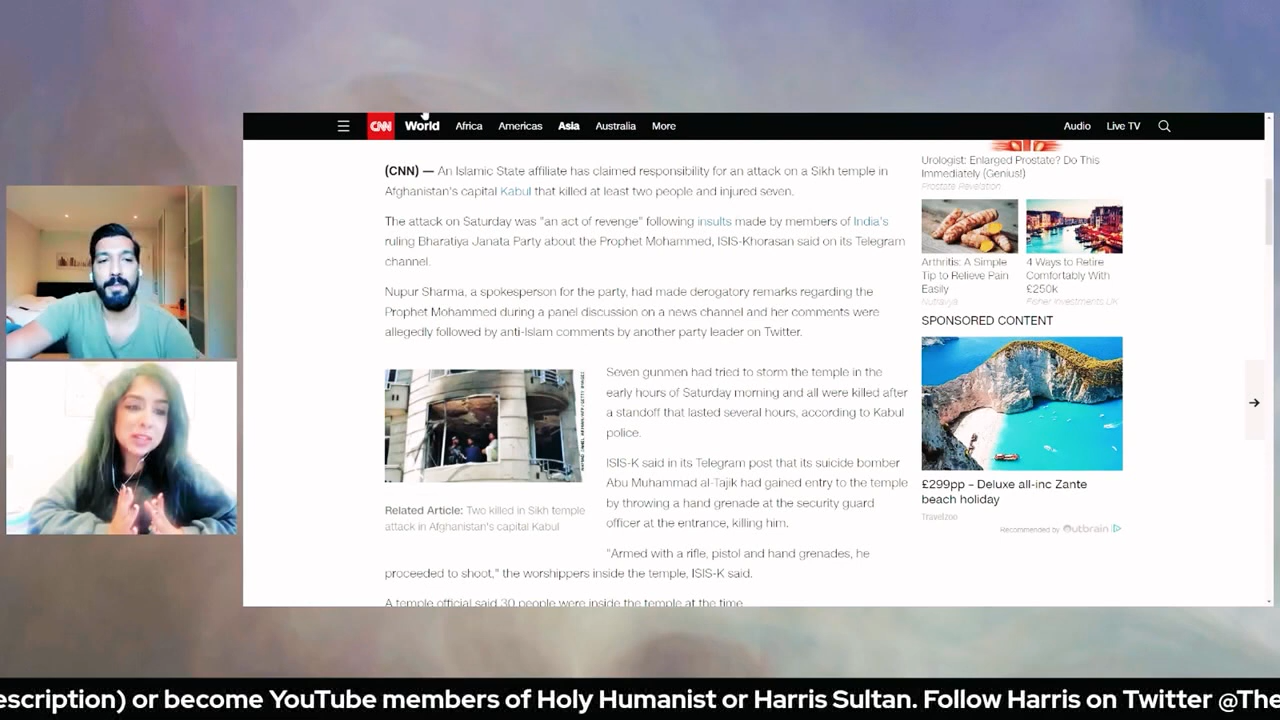 CNN World Africa Americas Asia Australia More Audio Live TV
(CNN) — An Islamic State affiliate has claimed responsibility for an attack on a Sikh temple in
Afghanistan's capital Kabul that killed at least two people and injured seven.
The attack on Saturday was "an act of revenge" following insults made by members of India's
ruling Bharatiya Janata Party about the Prophet Mohammed, ISIS-Khorasan said on its Telegram
channel.
Nupur Sharma, a spokesperson for the party, had made derogatory remarks regarding the
Prophet Mohammed during a panel discussion on a news channel and her comments were
allegedly followed by anti-Islam comments by another party leader on Twitter.
Seven gunmen had tried to storm the temple in the
early hours of Saturday morning and all were killed after
a standoff that lasted several hours, according to Kabul
police.
Related Article: Two killed in Sikh temple
attack in Afghanistan's capital Kabul
ISIS-K said in its Telegram post that its suicide bomber
Abu Muhammad al-Tajik had gained entry to the temple
by throwing a hand grenade at the security guard
officer at the entrance, killing him.
"Armed with a rifle, pistol and hand grenades, he
proceeded to shoot," the worshippers inside the temple, ISIS-K said.
A temple official said 30 people were inside the temple at the time
Urologist: Enlarged Prostate? Do This
Immediately (Genius!)
Prostate Revelation
Arthritis: A Simple
Tip to Relieve Pain
Easily
Nutravya
4 Ways to Retire
Comfortably With
£250k
Fisher Investments UK
SPONSORED CONTENT
£299pp – Deluxe all-inc Zante
beach holiday
Travelzoo
Recommended by Outbrain
escription) or become YouTube members of Holy Humanist or Harris Sultan. Follow Harris on Twitter @The